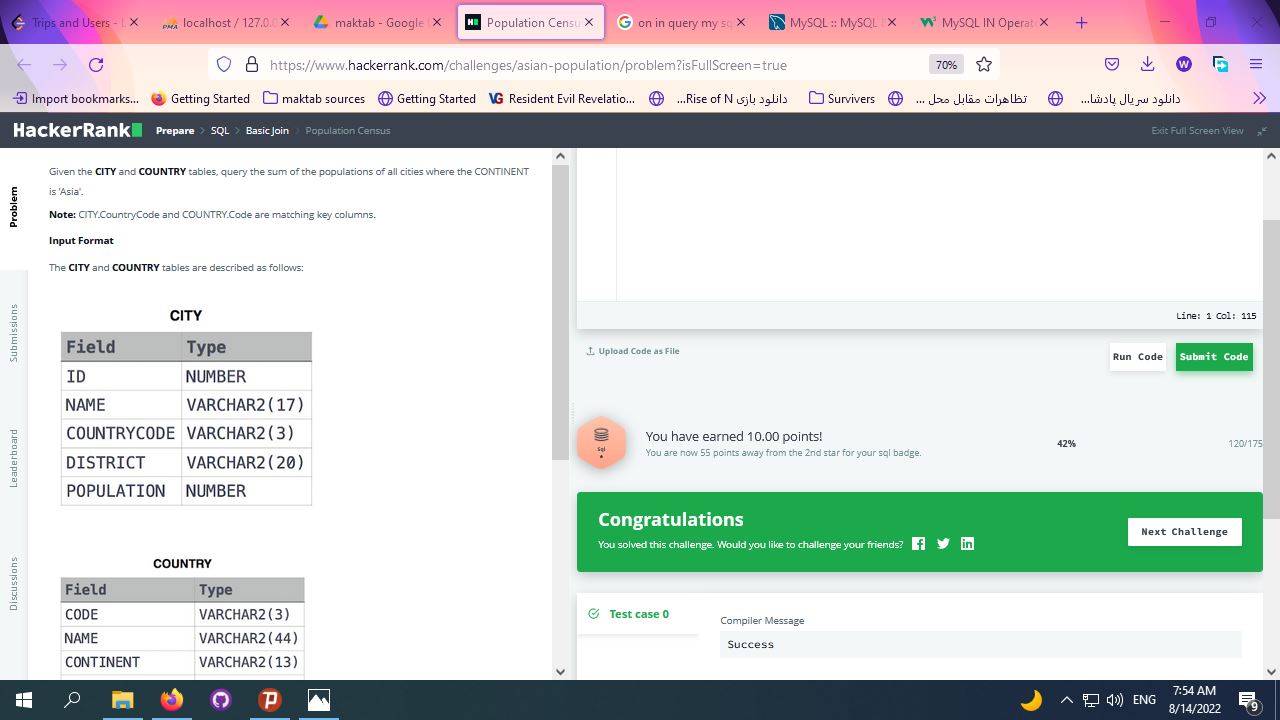 Trips and Users - L
localhost / 127.0.0
maktab - Google D
Population Censu
on in query my sq
MySQL :: MySQL
MySQL IN Operat
https://www.hackerrank.com/challenges/asian-population/problem?isFullScreen=true
70%
Import bookmarks...
Getting Started
maktab sources
Getting Started
Resident Evil Revelatio...
دانلود بازی Rise of N...
Survivers
تظاهرات مقابل محل ...
دانلود سریال پادشا...
HackerRank
Prepare > SQL > Basic Join > Population Census
Exit Full Screen View
Problem
Submissions
Leaderboard
Discussions
Given the CITY and COUNTRY tables, query the sum of the populations of all cities where the CONTINENT
is 'Asia'.
Note: CITY.CountryCode and COUNTRY.Code are matching key columns.
Input Format
The CITY and COUNTRY tables are described as follows:
CITY
Field Type
ID NUMBER
NAME VARCHAR2(17)
COUNTRYCODE VARCHAR2(3)
DISTRICT VARCHAR2(20)
POPULATION NUMBER
COUNTRY
Field Type
CODE VARCHAR2(3)
NAME VARCHAR2(44)
CONTINENT VARCHAR2(13)
Line: 1 Col: 115
Upload Code as File
Run Code
Submit Code
Sql
You have earned 10.00 points!
You are now 55 points away from the 2nd star for your sql badge.
42%
120/175
Congratulations
You solved this challenge. Would you like to challenge your friends?
Next Challenge
Test case 0
Compiler Message
Success
ENG
7:54 AM
8/14/2022
9